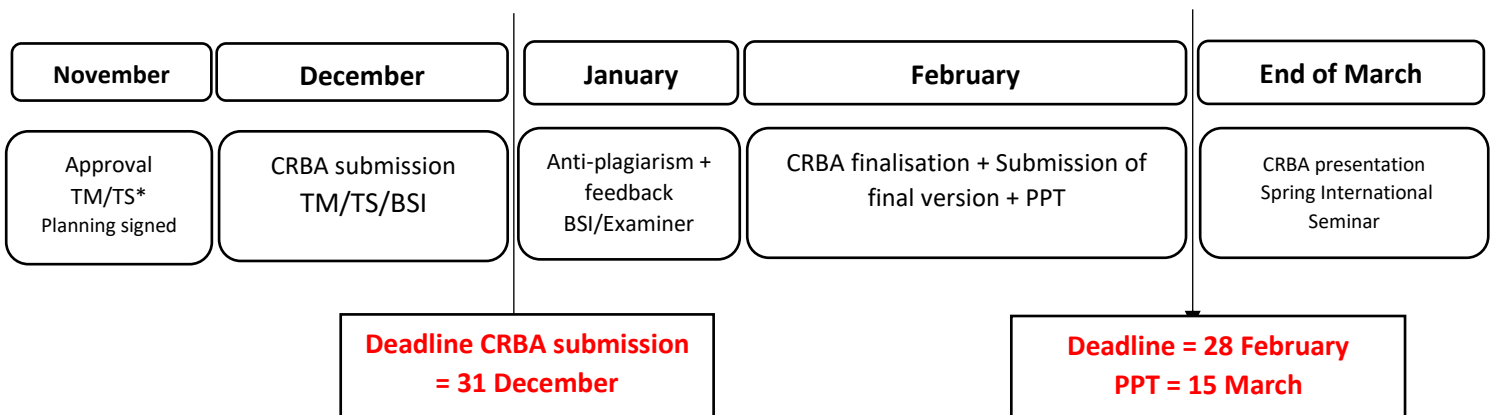 November
December
January
February
End of March
Approval
TM/TS*
Planning signed
CRBA submission
TM/TS/BSI
Anti-plagiarism +
feedback
BSI/Examiner
CRBA finalisation + Submission of
final version + PPT
CRBA presentation
Spring International
Seminar
Deadline CRBA submission
= 31 December
Deadline = 28 February
PPT = 15 March